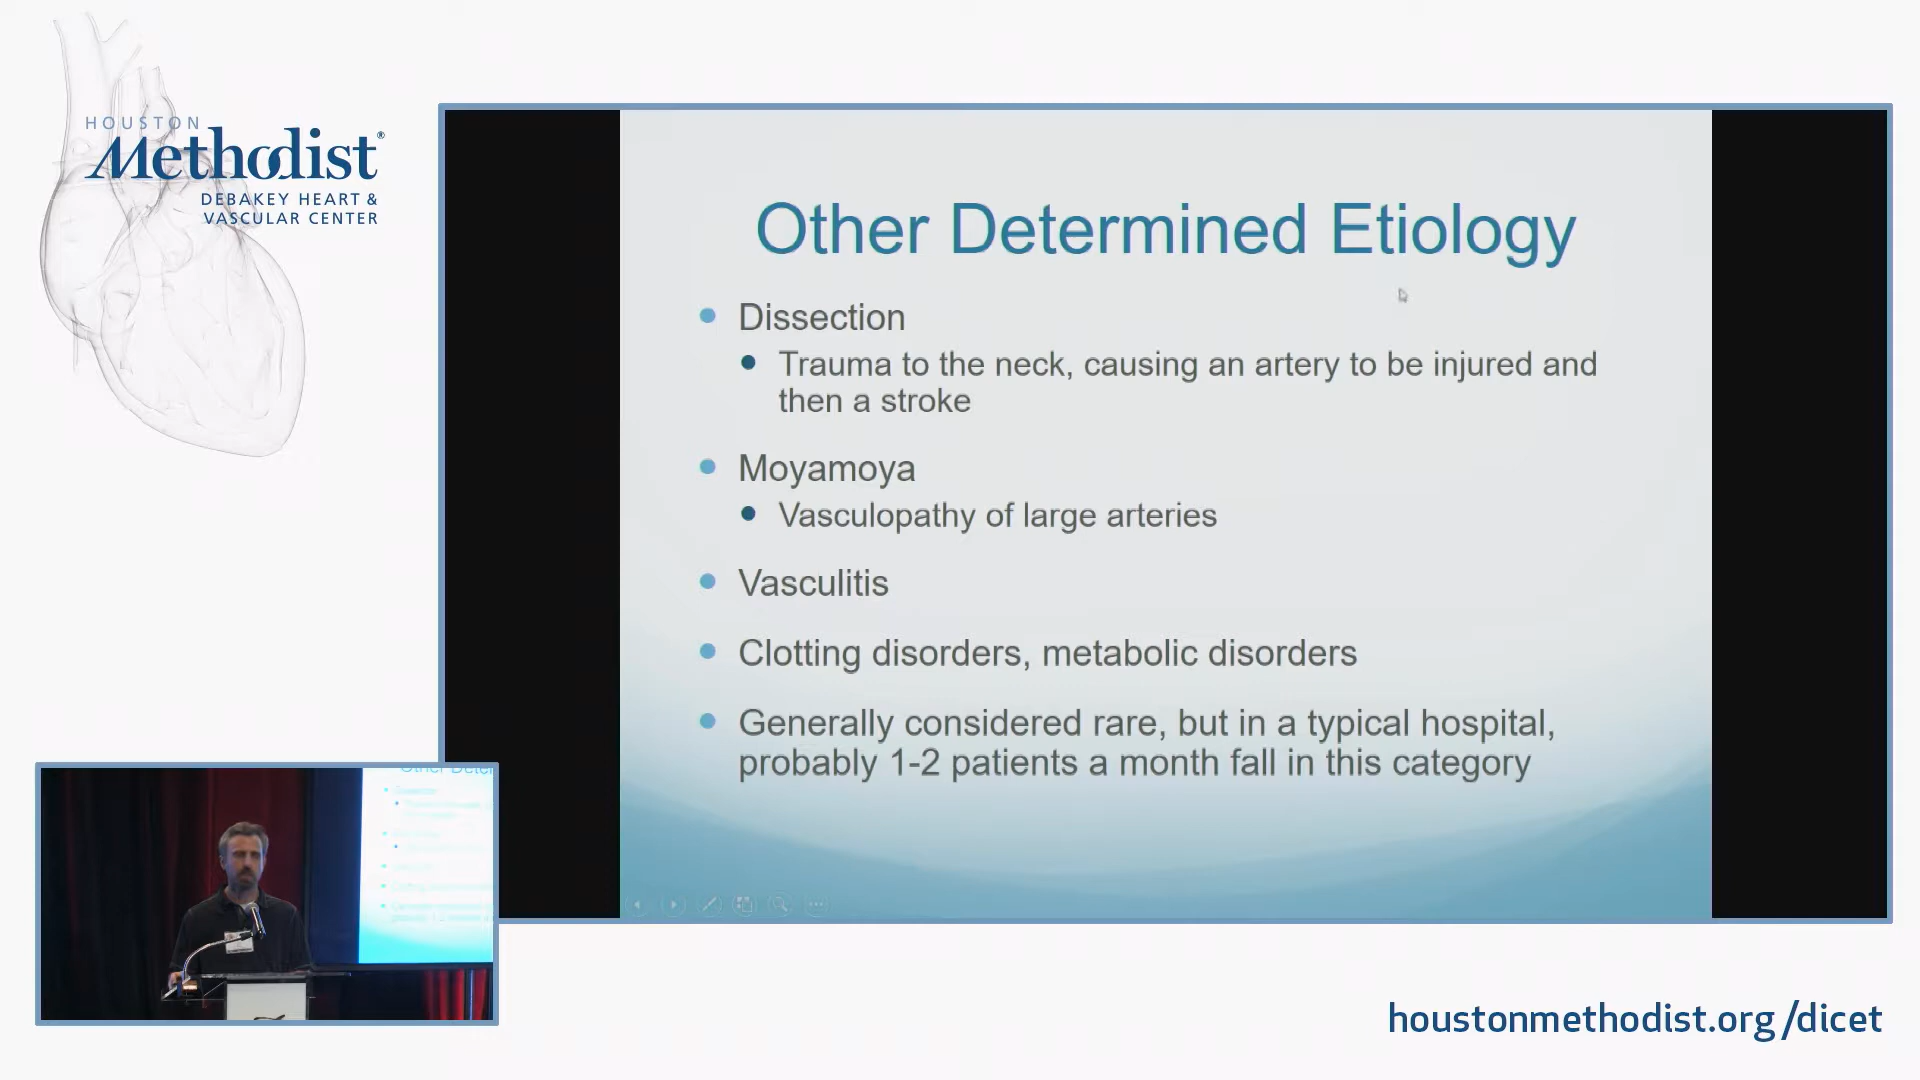 HOUSTON
Methodist®
DEBAKEY HEART &
VASCULAR CENTER
Other Determined Etiology
Dissection
Trauma to the neck, causing an artery to be injured and
then a stroke
Moyamoya
Vasculopathy of large arteries
Vasculitis
Clotting disorders, metabolic disorders
Generally considered rare, but in a typical hospital,
probably 1-2 patients a month fall in this category
houstonmethodist.org/dicet